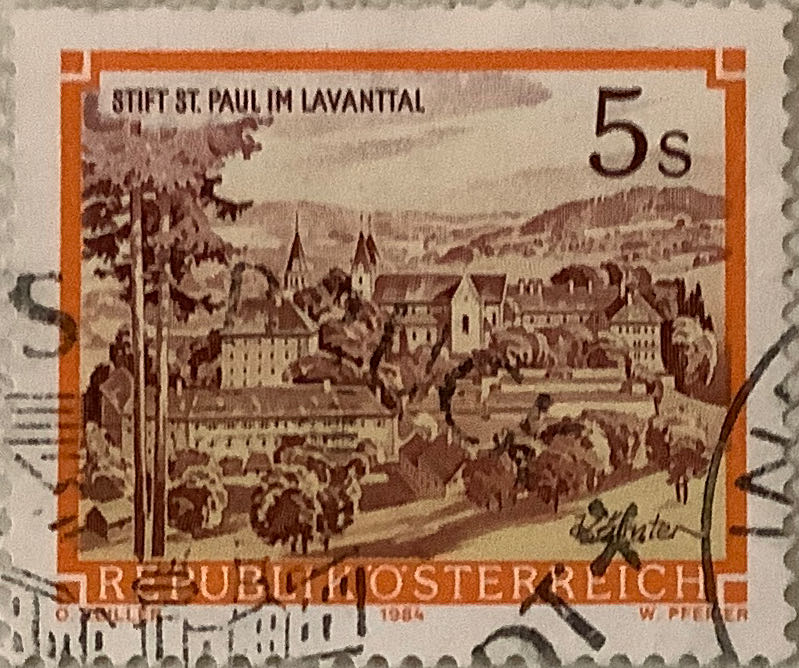 STIFT ST. PAUL IM LAVANTTAL
5s
REPUBLIK ÖSTERREICH
1984
W. PFEILER